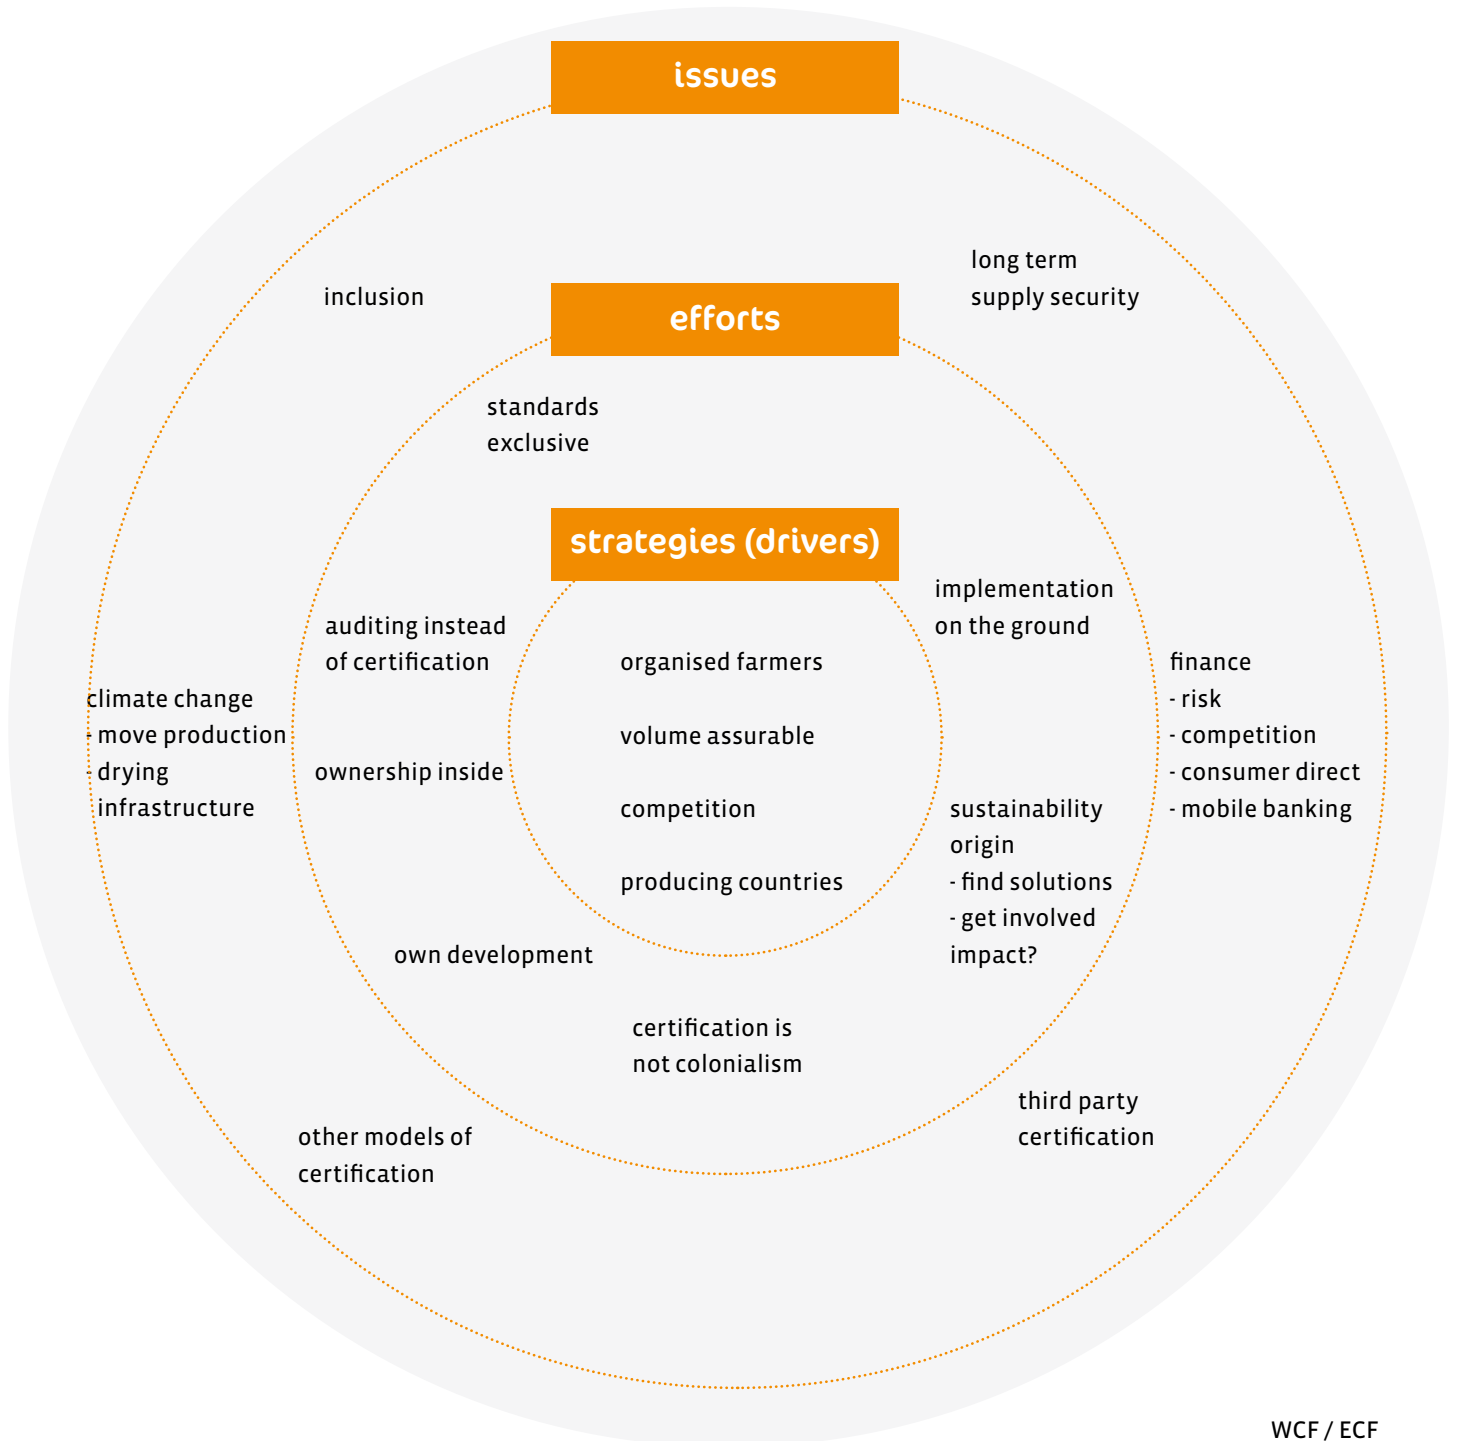 issues
inclusion
long term
supply security
efforts
standards
exclusive
strategies (drivers)
auditing instead
of certification
implementation
on the ground
climate change
- move production
- drying
infrastructure
ownership inside
organised farmers
volume assurable
competition
producing countries
finance
- risk
- competition
- consumer direct
- mobile banking
sustainability
origin
- find solutions
- get involved
impact?
own development
certification is
not colonialism
other models of
certification
third party
certification
WCF / ECF